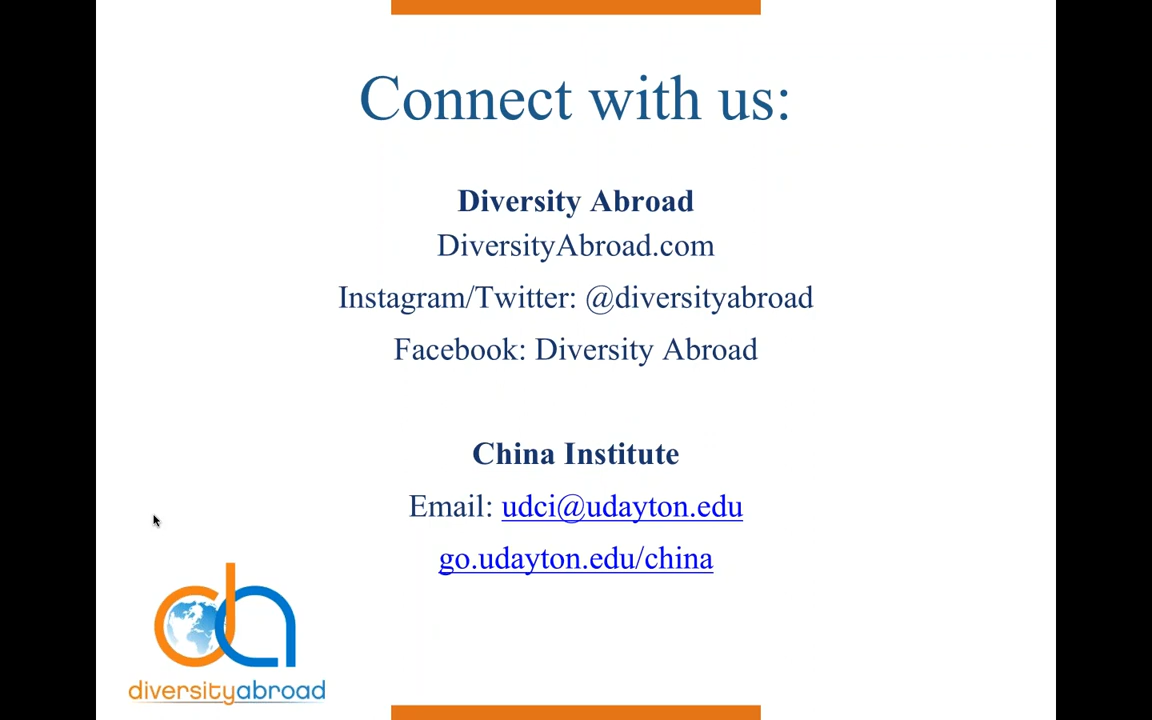 Connect with us:
Diversity Abroad
DiversityAbroad.com
Instagram/Twitter: @diversityabroad
Facebook: Diversity Abroad
China Institute
Email: udci@udayton.edu
go.udayton.edu/china
da
diversityabroad